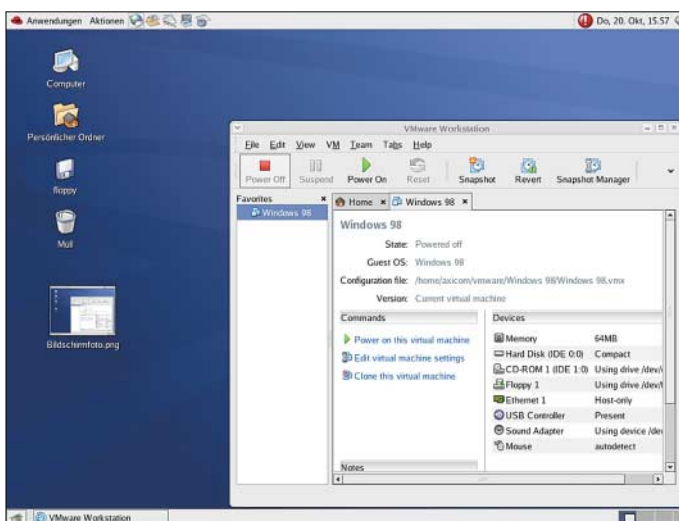 Anwendungen Aktionen
Do, 20. Okt, 15.57
Computer
Persönlicher Ordner
floppy
Müll
Bildschirmfoto.png
VMware Workstation
File Edit View VM Team Tabs Help
Power Off Suspend Power On Reset Snapshot Revert Snapshot Manager
Favorites
Windows 98
Home Windows 98
Windows 98
State: Powered off
Guest OS: Windows 98
Configuration file: /home/axicom/vmware/Windows 98/Windows 98.vmx
Version: Current virtual machine
Commands
Power on this virtual machine
Edit virtual machine settings
Clone this virtual machine
Notes
Devices
Memory 64MB
Hard Disk (IDE 0:0) Compact
CD-ROM 1 (IDE 1:0) Using drive /dev/
Floppy 1 Using drive /dev/
Ethernet 1 Host-only
USB Controller Present
Sound Adapter Using device /de
Mouse autodetect
VMware Workstation